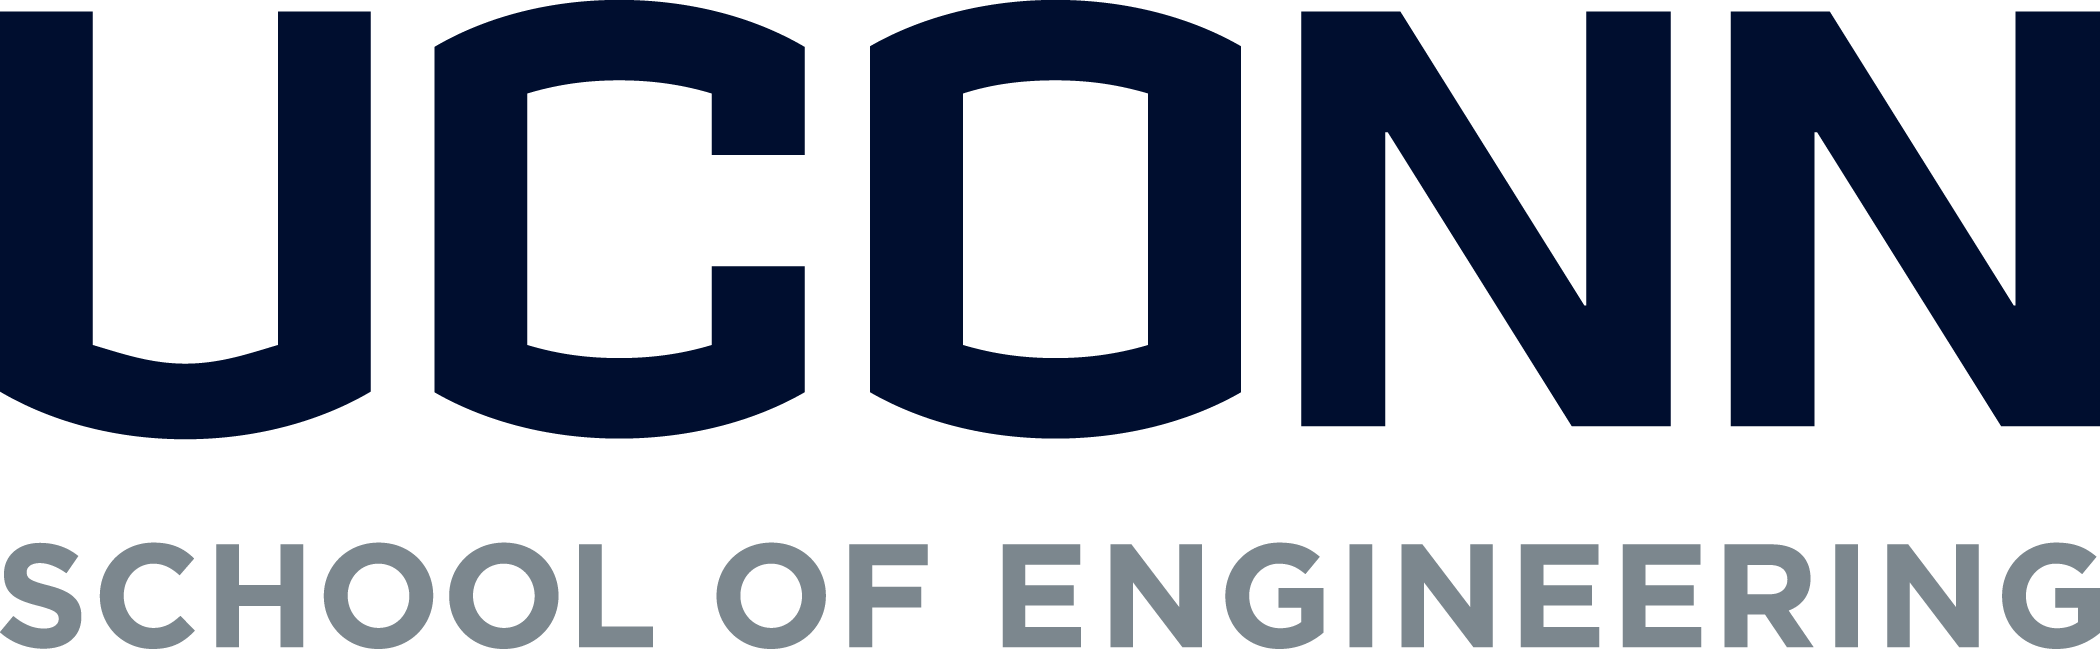 UCONN
SCHOOL OF ENGINEERING